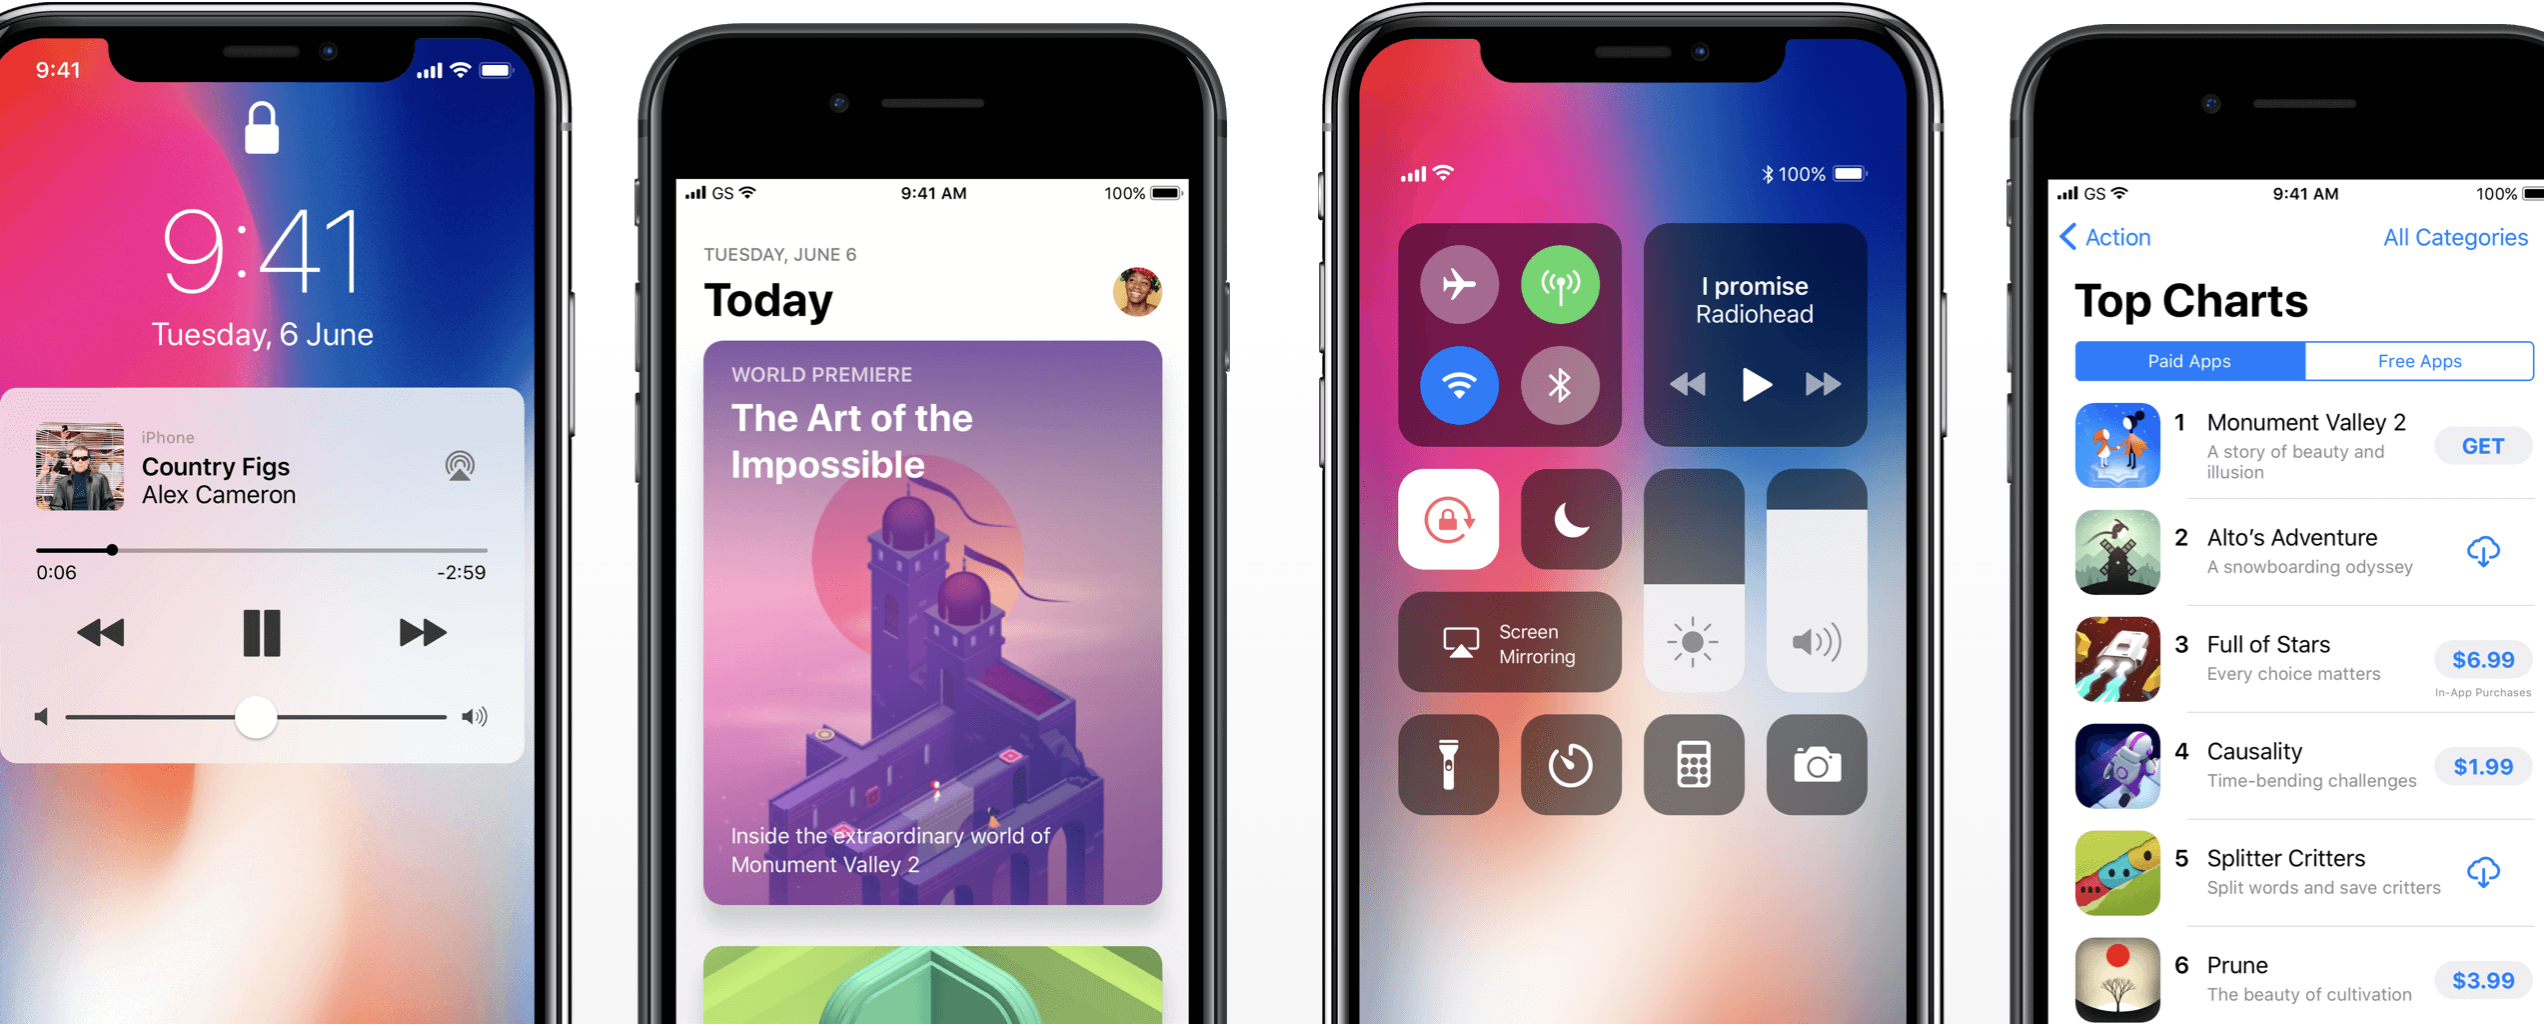 9:41
9:41
Tuesday, 6 June
iPhone
Country Figs
Alex Cameron
0:06
-2:59
GS
9:41 AM
100%
TUESDAY, JUNE 6
Today
WORLD PREMIERE
The Art of the
Impossible
Inside the extraordinary world of
Monument Valley 2
100%
I promise
Radiohead
Screen
Mirroring
GS
9:41 AM
100%
Action
All Categories
Top Charts
Paid Apps
Free Apps
1
Monument Valley 2
A story of beauty and
illusion
GET
2
Alto's Adventure
A snowboarding odyssey
3
Full of Stars
Every choice matters
$6.99
In-App Purchases
4
Causality
Time-bending challenges
$1.99
5
Splitter Critters
Split words and save critters
6
Prune
The beauty of cultivation
$3.99